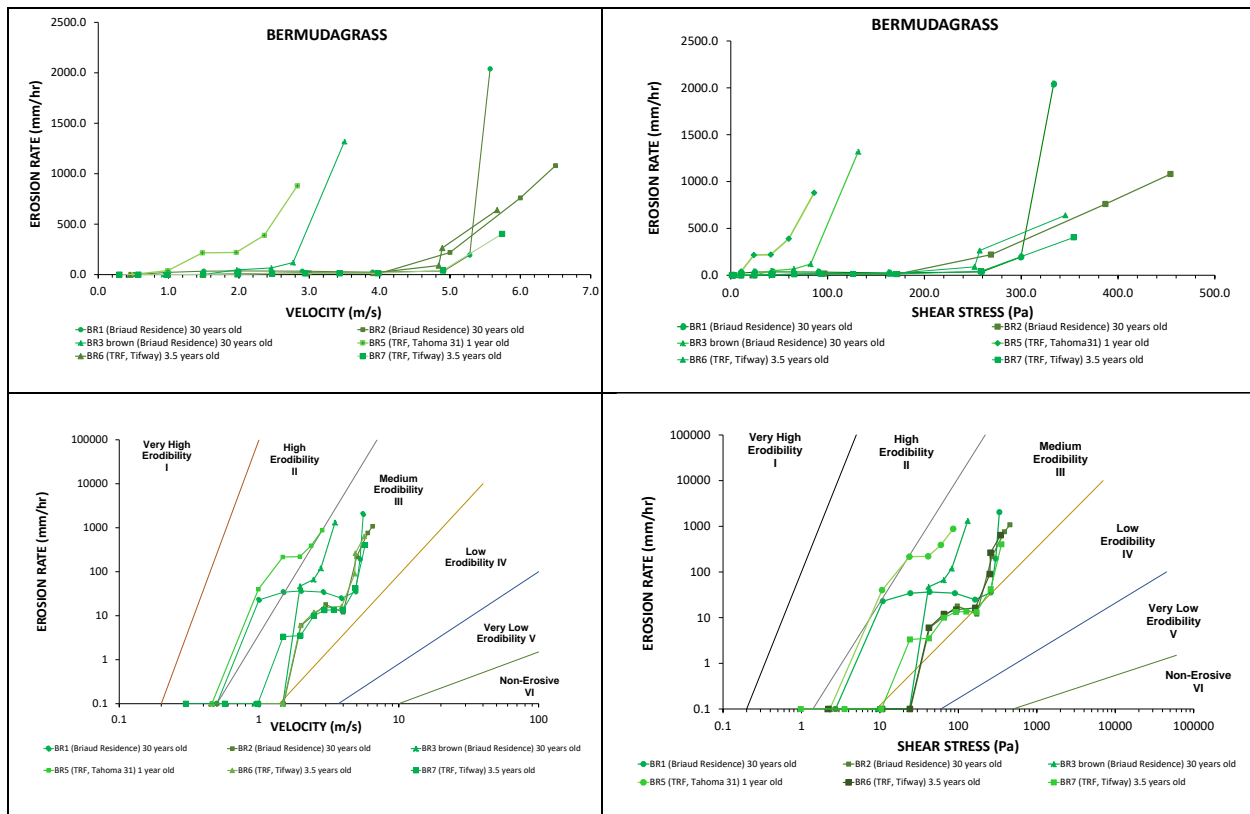 BERMUDAGRASS
2500.0
2000.0
1500.0
1000.0
500.0
0.0
EROSION RATE (mm/hr)
0.0 1.0 2.0 3.0 4.0 5.0 6.0 7.0
VELOCITY (m/s)
BR1 (Briaud Residence) 30 years old
BR2 (Briaud Residence) 30 years old
BR3 brown (Briaud Residence) 30 years old
BR5 (TRF, Tahoma 31) 1 year old
BR6 (TRF, Tifway) 3.5 years old
BR7 (TRF, Tifway) 3.5 years old
BERMUDAGRASS
2500.0
2000.0
1500.0
1000.0
500.0
0.0
EROSION RATE (mm/hr)
0.0 100.0 200.0 300.0 400.0 500.0
SHEAR STRESS (Pa)
BR1 (Briaud Residence) 30 years old
BR2 (Briaud Residence) 30 years old
BR3 brown (Briaud Residence) 30 years old
BR5 (TRF, Tahoma31) 1 year old
BR6 (TRF, Tifway) 3.5 years old
BR7 (TRF, Tifway) 3.5 years old
100000
10000
1000
100
10
1
0.1
EROSION RATE (mm/hr)
Very High
Erodibility
I
High
Erodibility
II
Medium
Erodibility
III
Low
Erodibility IV
Very Low
Erodibility V
Non-Erosive
VI
0.1 1 10 100
VELOCITY (m/s)
BR1 (Briaud Residence) 30 years old
BR2 (Briaud Residence) 30 years old
BR3 brown (Briaud Residence) 30 years old
BR5 (TRF, Tahoma 31) 1 year old
BR6 (TRF, Tifway) 3.5 years old
BR7 (TRF, Tifway) 3.5 years old
100000
10000
1000
100
10
1
0.1
EROSION RATE (mm/hr)
Very High
Erodibility
I
High
Erodibility
II
Medium
Erodibility
III
Low
Erodibility
IV
Very Low
Erodibility
V
Non-Erosive
VI
0.1 1 10 100 1000 10000 100000
SHEAR STRESS (Pa)
BR1 (Briaud Residence) 30 years old
BR2 (Briaud Residence) 30 years old
BR3 brown (Briaud Residence) 30 years old
BR5 (TRF, Tahoma 31) 1 year old
BR6 (TRF, Tifway) 3.5 years old
BR7 (TRF, Tifway) 3.5 years old